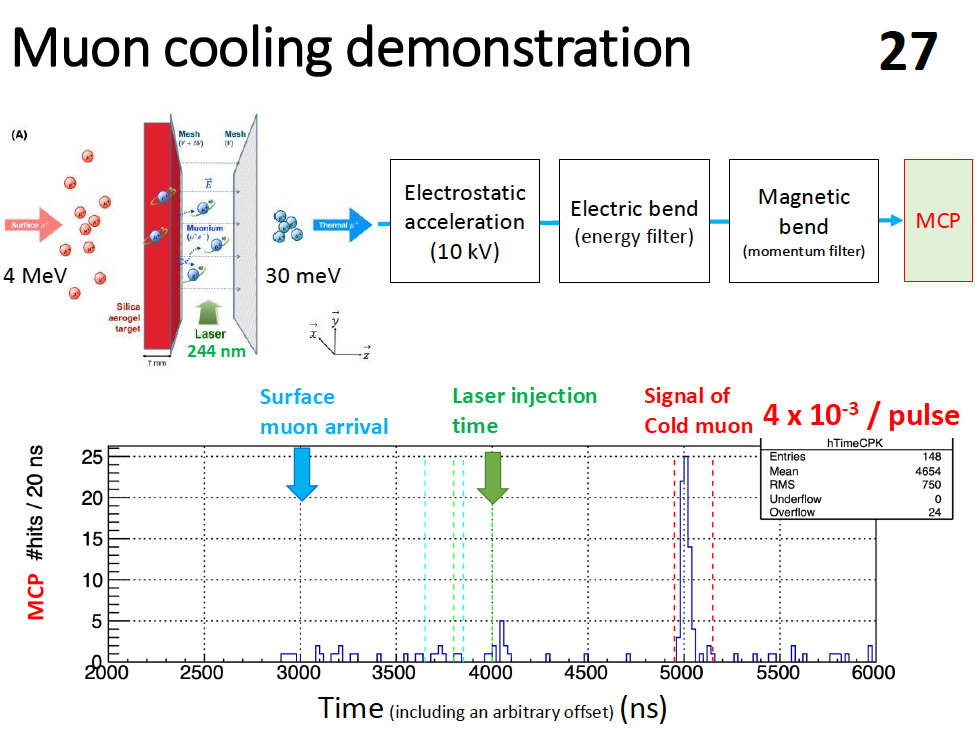 Muon cooling demonstration
27
(A)
Mesh
(V + ΔV)
Mesh
(V)
E
Surface μ+
Muonium
(μ+e−)
Thermal μ+
4 MeV
30 meV
Silica
aerogel
target
Laser
244 nm
7 mm
x
y
z
Electrostatic
acceleration
(10 kV)
Electric bend
(energy filter)
Magnetic
bend
(momentum filter)
MCP
Surface
muon arrival
Laser injection
time
Signal of
Cold muon
4 x 10-3 / pulse
hTimeCPK
Entries 148
Mean 4654
RMS 750
Underflow 0
Overflow 24
MCP #hits / 20 ns
25
20
15
10
5
0
2000 2500 3000 3500 4000 4500 5000 5500 6000
Time (including an arbitrary offset) (ns)